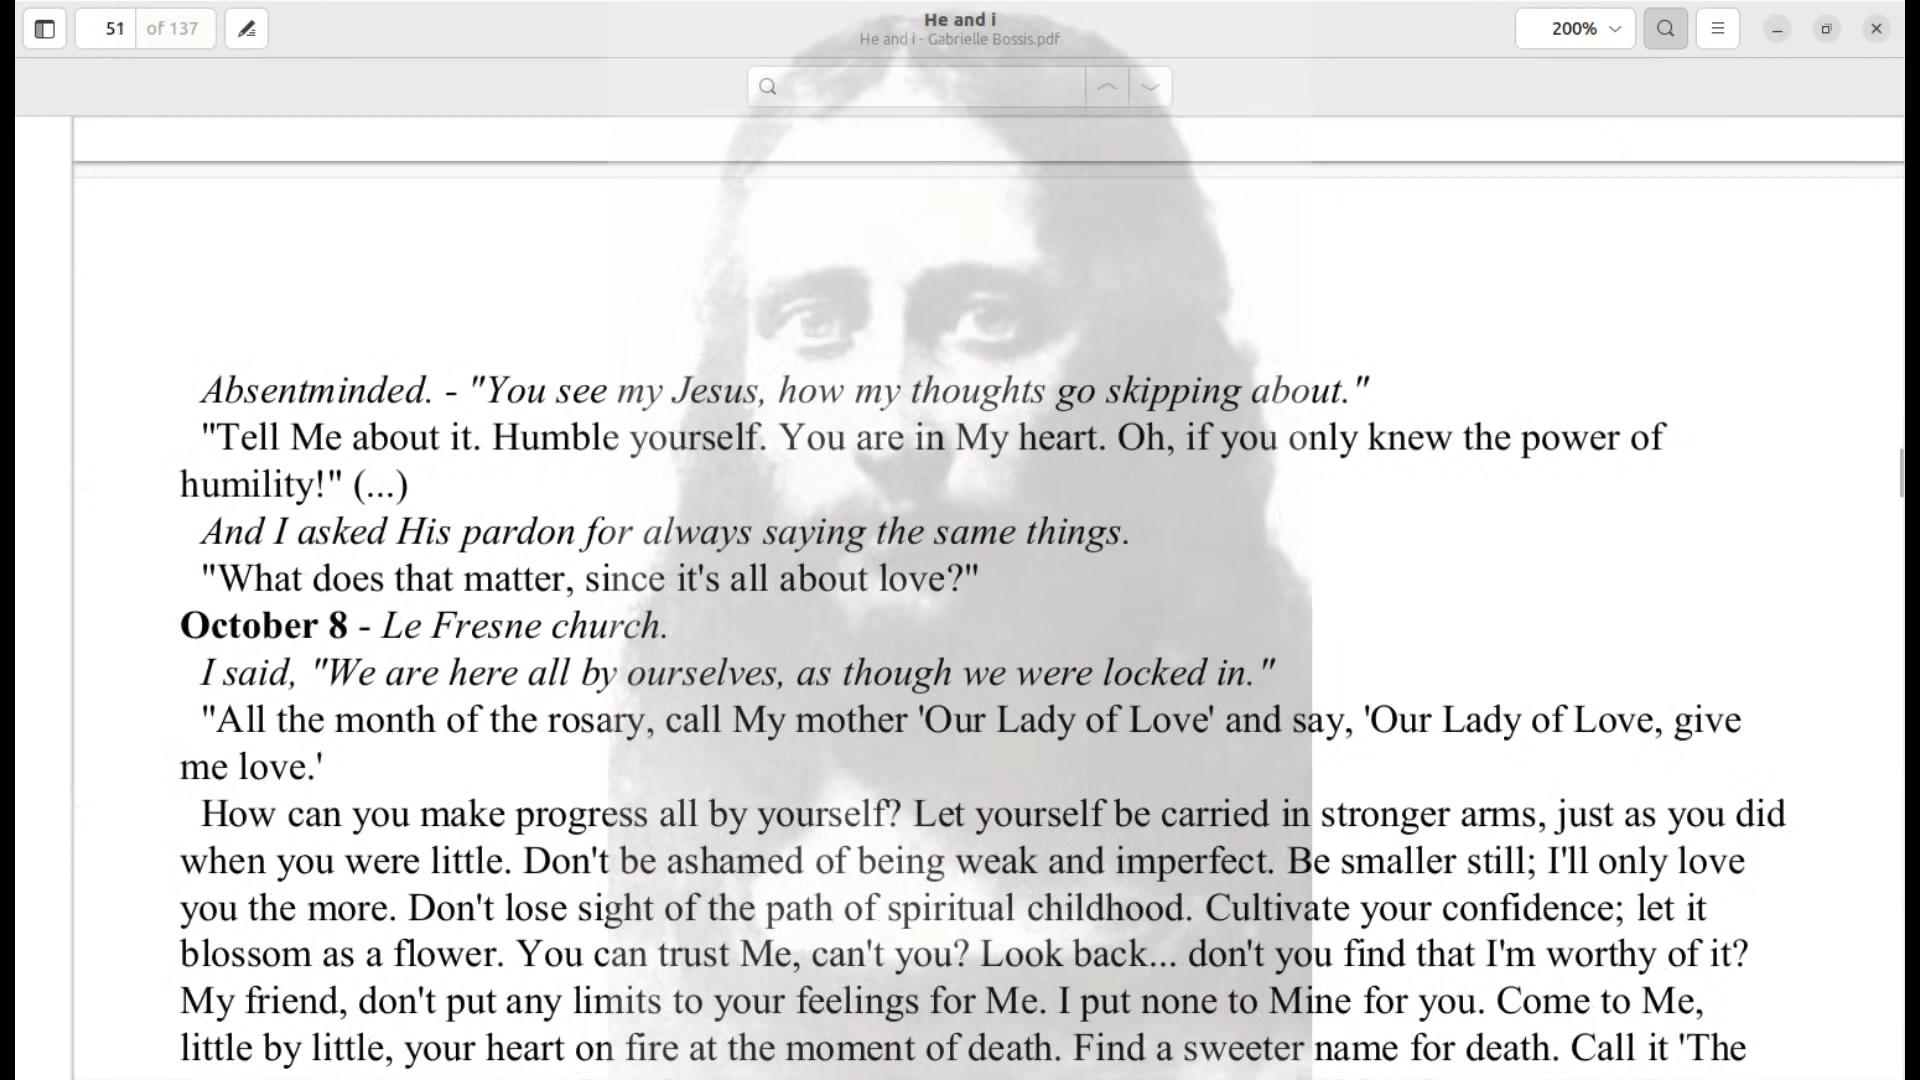 51 of 137
He and i
He and i - Gabrielle Bossis.pdf
200%
Absentminded. - "You see my Jesus, how my thoughts go skipping about."
"Tell Me about it. Humble yourself. You are in My heart. Oh, if you only knew the power of
humility!" (...)
And I asked His pardon for always saying the same things.
"What does that matter, since it's all about love?"
October 8 - Le Fresne church.
I said, "We are here all by ourselves, as though we were locked in."
"All the month of the rosary, call My mother 'Our Lady of Love' and say, 'Our Lady of Love, give
me love.'
How can you make progress all by yourself? Let yourself be carried in stronger arms, just as you did
when you were little. Don't be ashamed of being weak and imperfect. Be smaller still; I'll only love
you the more. Don't lose sight of the path of spiritual childhood. Cultivate your confidence; let it
blossom as a flower. You can trust Me, can't you? Look back... don't you find that I'm worthy of it?
My friend, don't put any limits to your feelings for Me. I put none to Mine for you. Come to Me,
little by little, your heart on fire at the moment of death. Find a sweeter name for death. Call it 'The